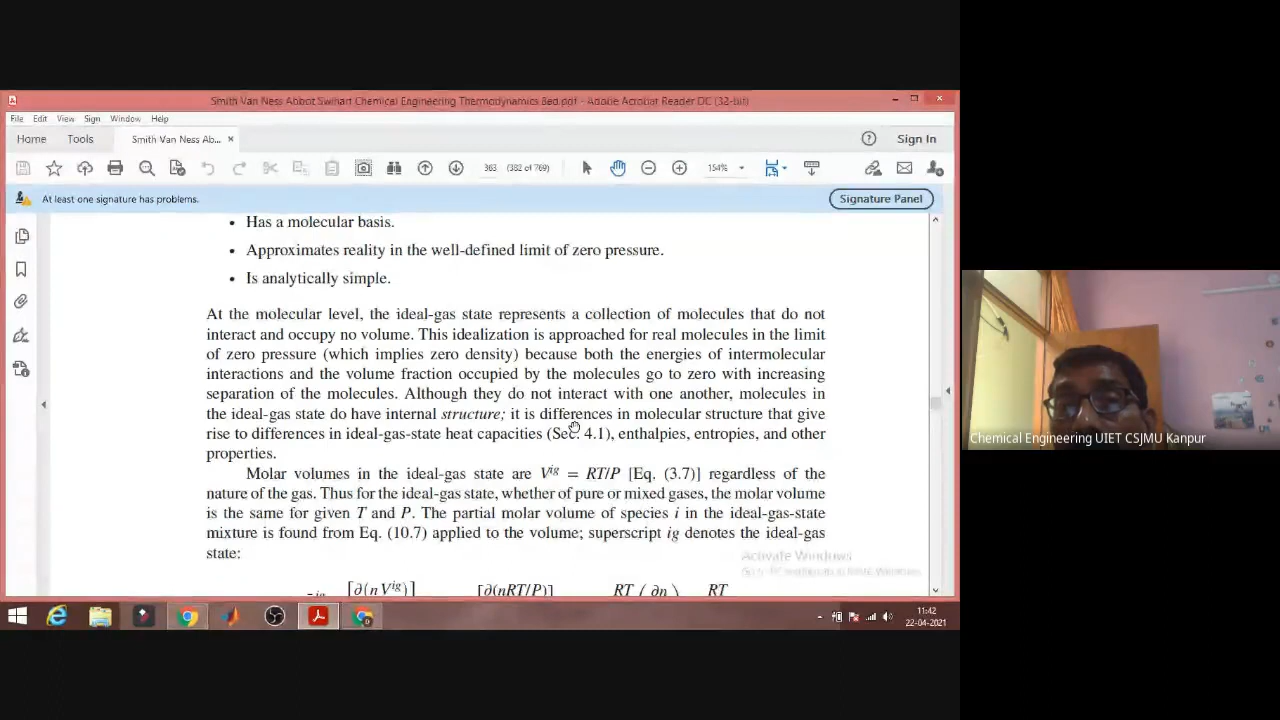 Smith Van Ness Abbot Swihart Chemical Engineering Thermodynamics 8ed.pdf - Adobe Acrobat Reader DC (32-bit)
File Edit View Sign Window Help
Home Tools Smith Van Ness Ab... × Sign In
363 (382 of 769) 154%
At least one signature has problems. Signature Panel
• Has a molecular basis.
• Approximates reality in the well-defined limit of zero pressure.
• Is analytically simple.
At the molecular level, the ideal-gas state represents a collection of molecules that do not
interact and occupy no volume. This idealization is approached for real molecules in the limit
of zero pressure (which implies zero density) because both the energies of intermolecular
interactions and the volume fraction occupied by the molecules go to zero with increasing
separation of the molecules. Although they do not interact with one another, molecules in
the ideal-gas state do have internal structure; it is differences in molecular structure that give
rise to differences in ideal-gas-state heat capacities (Sec. 4.1), enthalpies, entropies, and other
properties.
Molar volumes in the ideal-gas state are V^ig = RT/P [Eq. (3.7)] regardless of the
nature of the gas. Thus for the ideal-gas state, whether of pure or mixed gases, the molar volume
is the same for given T and P. The partial molar volume of species i in the ideal-gas-state
mixture is found from Eq. (10.7) applied to the volume; superscript ig denotes the ideal-gas
state:
[∂(nV^ig)] [∂(nRT/P)] RT (∂n) RT
Activate Windows
Chemical Engineering UIET CSJMU Kanpur
11:42
22-04-2021